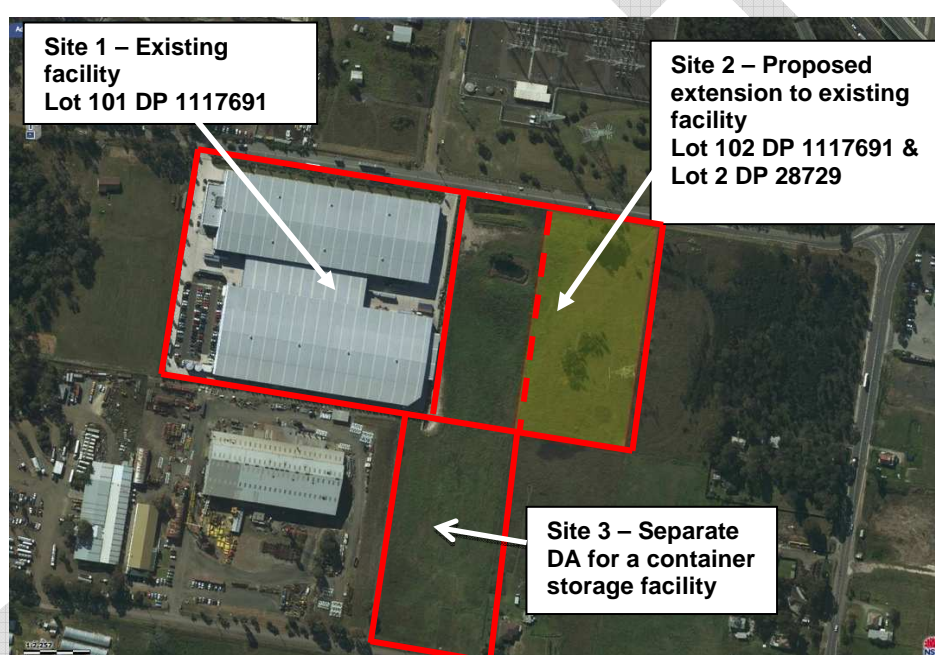 Site 1 – Existing
facility
Lot 101 DP 1117691
Site 2 – Proposed
extension to existing
facility
Lot 102 DP 1117691 &
Lot 2 DP 28729
Site 3 – Separate
DA for a container
storage facility